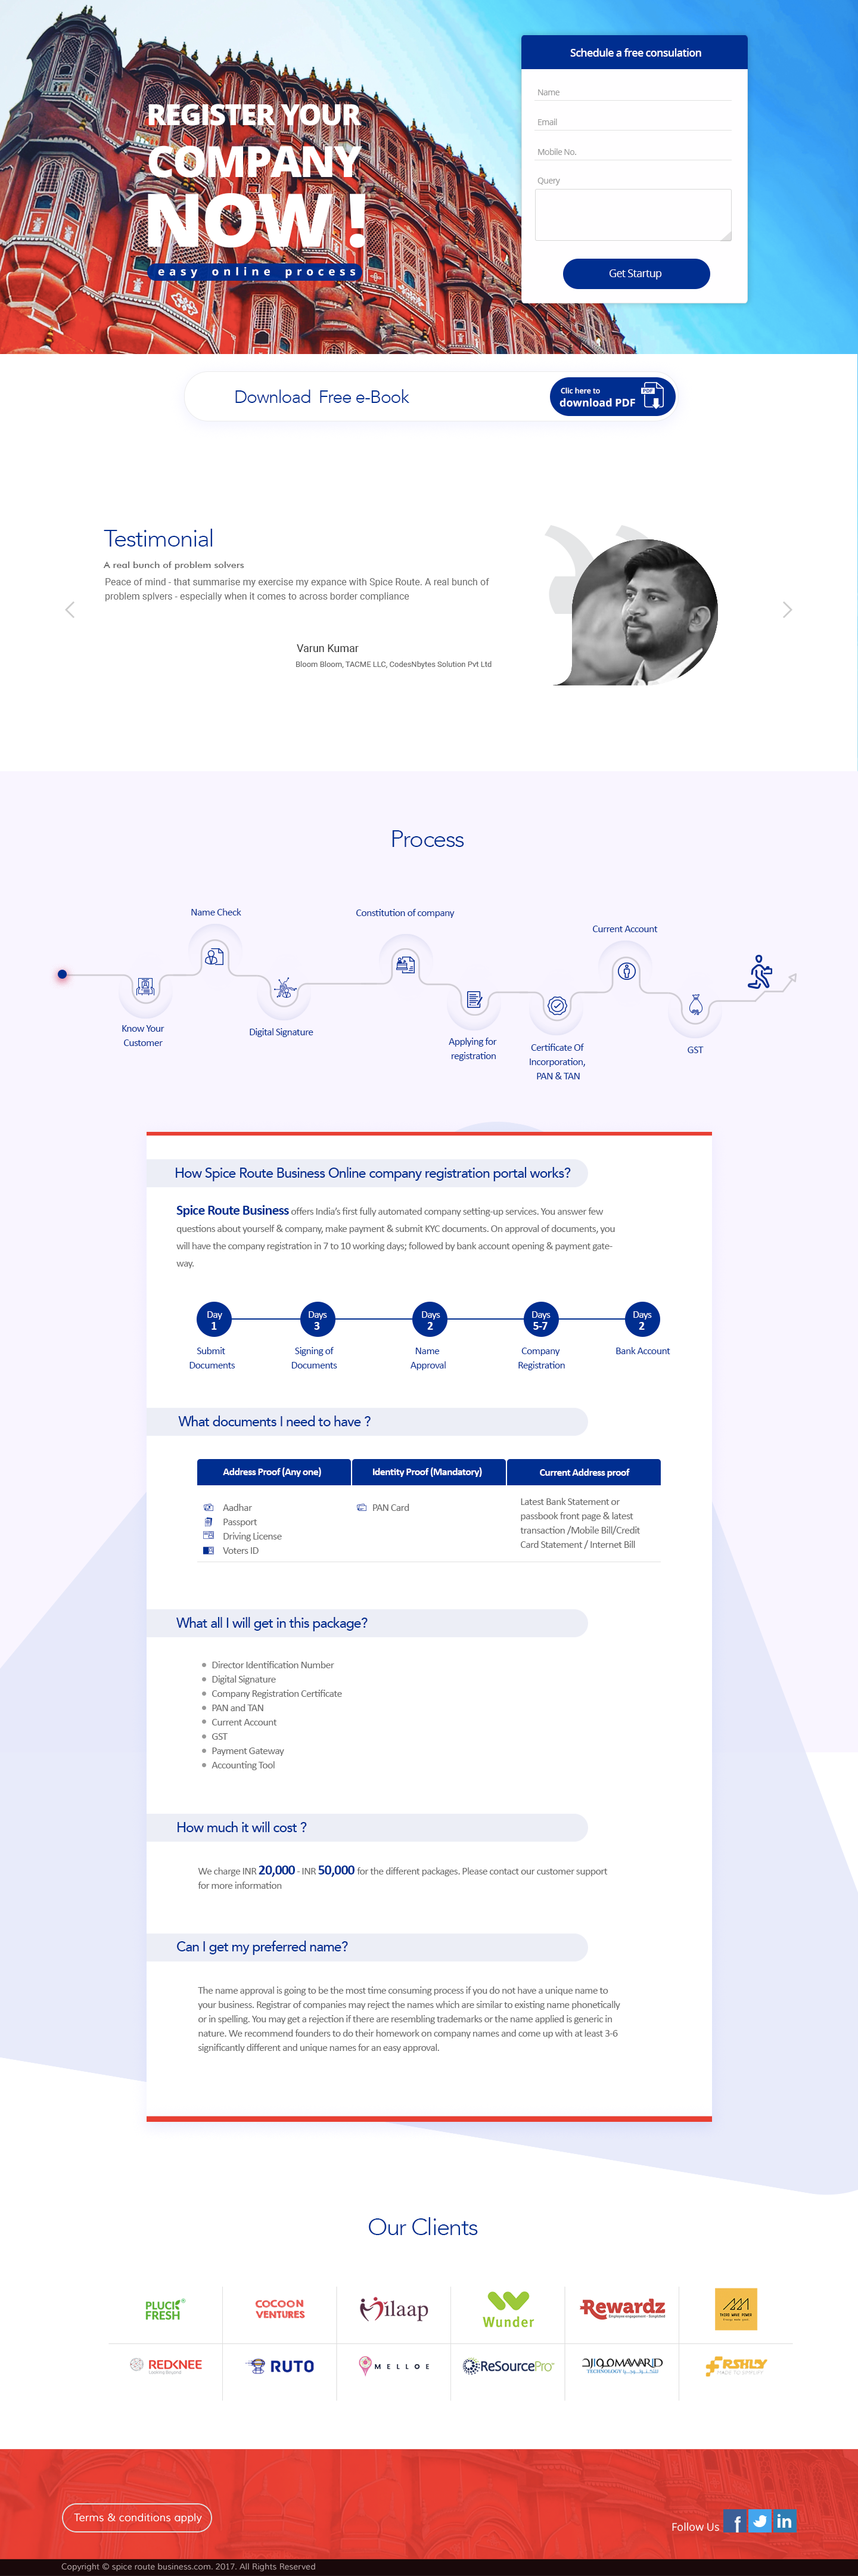 REGISTER YOUR
COMPANY
NOW !
easy online process
Schedule a free consulation
Name
Email
Mobile No.
Query
Get Startup
Download Free e-Book
Clic here to
download PDF
PDF
Testimonial
A real bunch of problem solvers
Peace of mind - that summarise my exercise my expance with Spice Route. A real bunch of
problem splvers - especially when it comes to across border compliance
Varun Kumar
Bloom Bloom, TACME LLC, CodesNbytes Solution Pvt Ltd
Process
Name Check
Constitution of company
Current Account
Know Your
Customer
Digital Signature
Applying for
registration
Certificate Of
Incorporation,
PAN & TAN
GST
How Spice Route Business Online company registration portal works?
Spice Route Business offers India's first fully automated company setting-up services. You answer few
questions about yourself & company, make payment & submit KYC documents. On approval of documents, you
will have the company registration in 7 to 10 working days; followed by bank account opening & payment gate-
way.
Day
1
Days
3
Days
2
Days
5-7
Days
2
Submit
Documents
Signing of
Documents
Name
Approval
Company
Registration
Bank Account
What documents I need to have ?
Address Proof (Any one)
Identity Proof (Mandatory)
Current Address proof
Aadhar
Passport
Driving License
Voters ID
PAN Card
Latest Bank Statement or
passbook front page & latest
transaction /Mobile Bill/Credit
Card Statement / Internet Bill
What all I will get in this package?
Director Identification Number
Digital Signature
Company Registration Certificate
PAN and TAN
Current Account
GST
Payment Gateway
Accounting Tool
How much it will cost ?
We charge INR 20,000 - INR 50,000 for the different packages. Please contact our customer support
for more information
Can I get my preferred name?
The name approval is going to be the most time consuming process if you do not have a unique name to
your business. Registrar of companies may reject the names which are similar to existing name phonetically
or in spelling. You may get a rejection if there are resembling trademarks or the name applied is generic in
nature. We recommend founders to do their homework on company names and come up with at least 3-6
significantly different and unique names for an easy approval.
Our Clients
PLUCK
FRESH
COCOON
VENTURES
Milaap
Wunder
Rewardz
REDKNEE
RUTO
MELLOE
ReSourcePro
TECHNOLOGY
Terms & conditions apply
Follow Us
f
in
Copyright © spice route business.com. 2017. All Rights Reserved